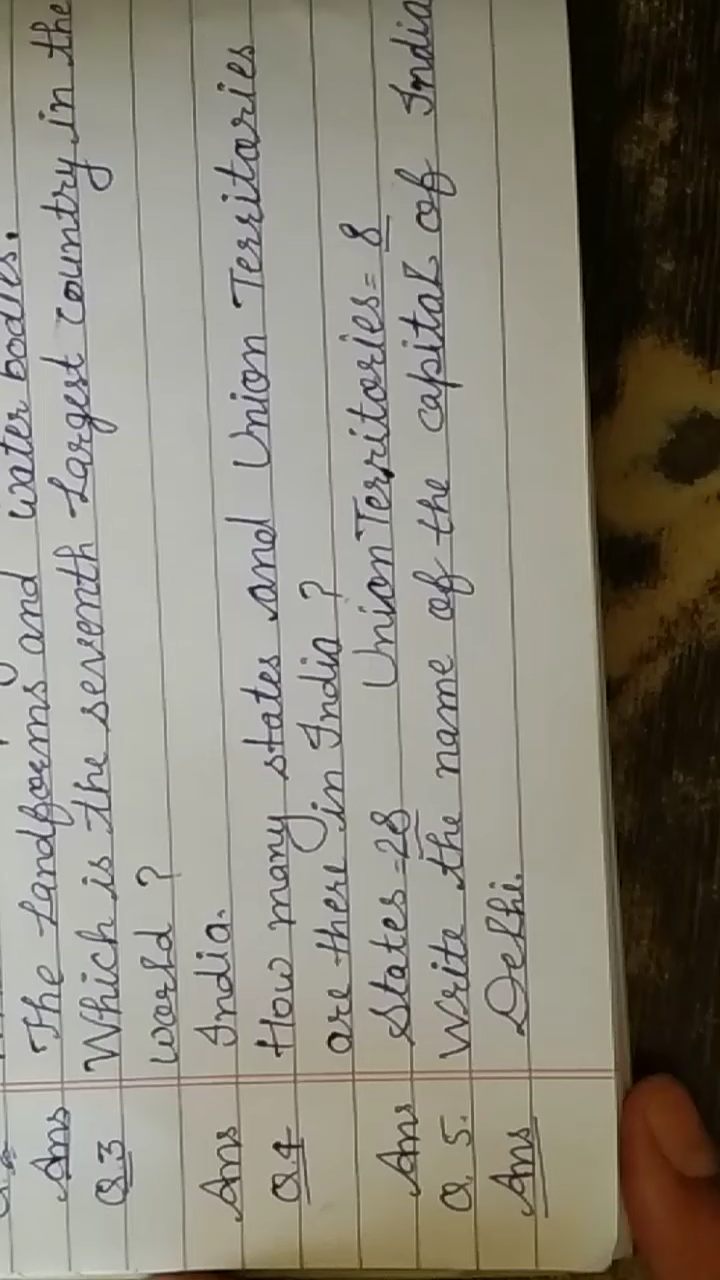 Ans The Landforms and water bodies.
Q.3 Which is the seventh Largest country in the
world ?
Ans India.
Q.4 How many states and Union Territories
are there in India ?
Ans States = 28 Union Territories = 8
Q 5. Write the name of the capital of India
Ans Delhi.